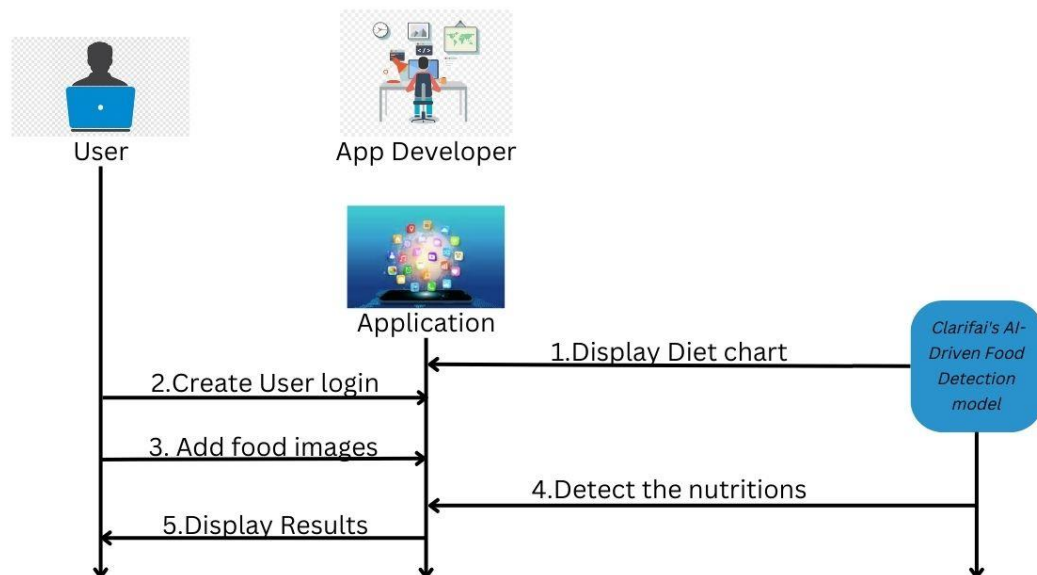 User
App Developer
Application
Clarifai's AI-
Driven Food
Detection
model
1.Display Diet chart
2.Create User login
3. Add food images
4.Detect the nutritions
5.Display Results